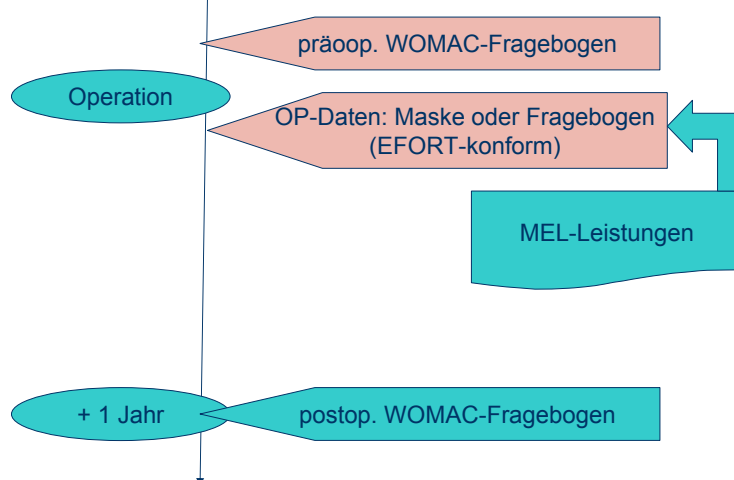 präoop. WOMAC-Fragebogen
Operation
OP-Daten: Maske oder Fragebogen
(EFORT-konform)
MEL-Leistungen
+ 1 Jahr
postop. WOMAC-Fragebogen